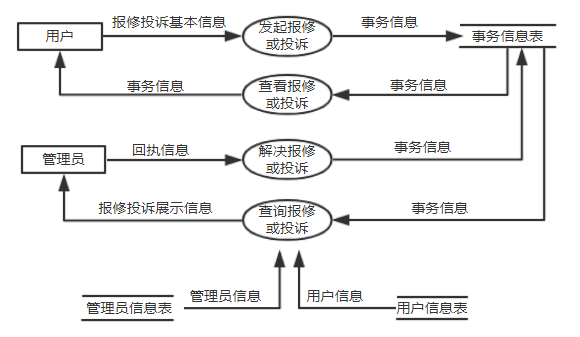 报修投诉基本信息
发起报修
或投诉
事务信息
用户
事务信息表
事务信息
查看报修
或投诉
事务信息
管理员
回执信息
解决报修
或投诉
事务信息
报修投诉展示信息
查询报修
或投诉
事务信息
管理员信息
用户信息
管理员信息表
用户信息表